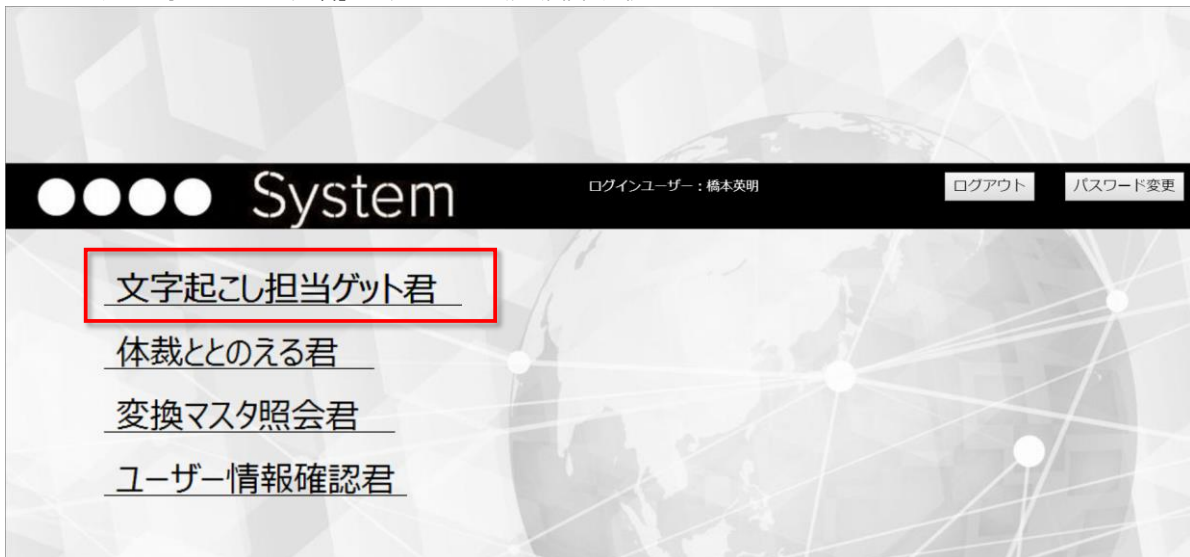 ●●●● System
ログインユーザー：橋本英明
ログアウト
パスワード変更
文字起こし担当ゲット君
体裁ととのえる君
変換マスタ照会君
ユーザー情報確認君